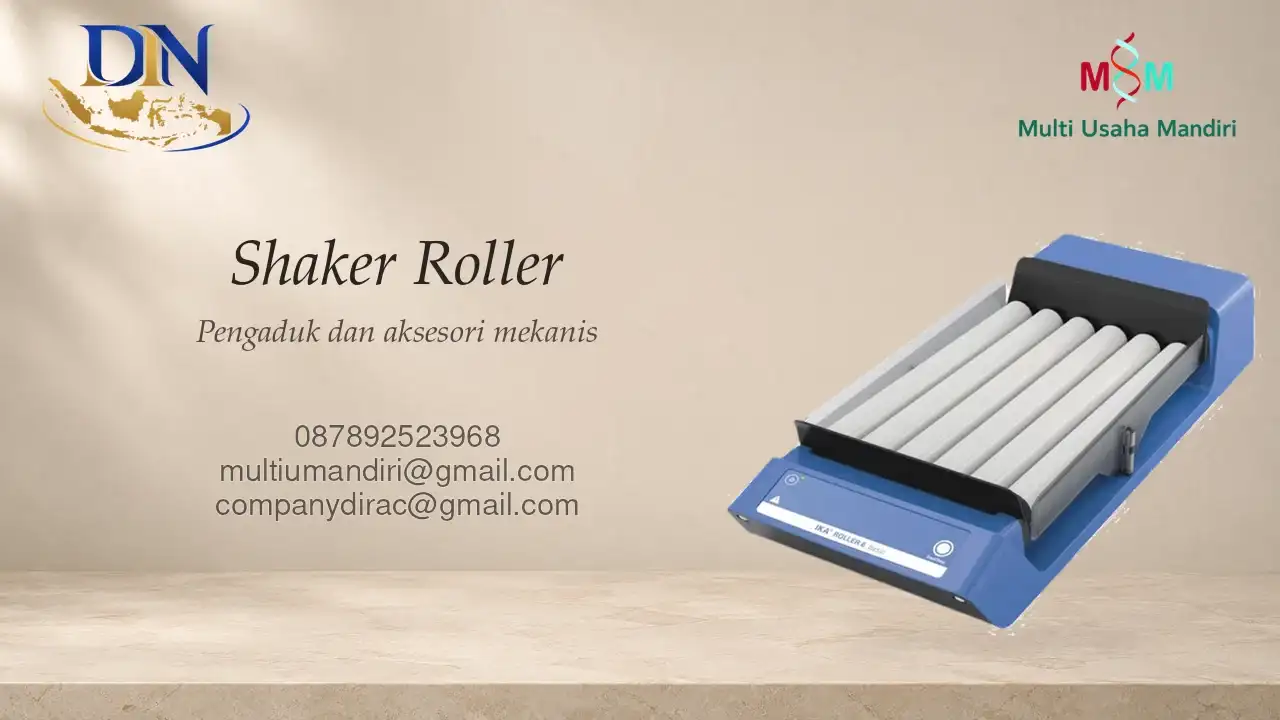 DN
M M
Multi Usaha Mandiri
Shaker Roller
Pengaduk dan aksesori mekanis
087892523968
multiumandiri@gmail.com
companydirac@gmail.com
IKA® ROLLER 6 basic